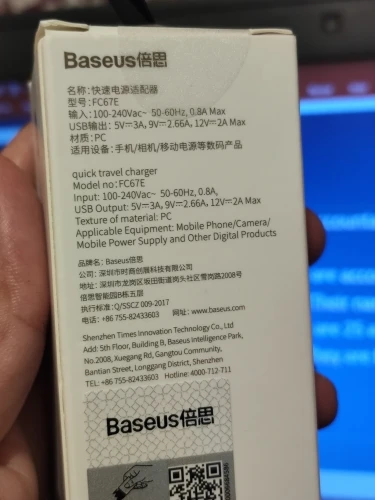 Baseus倍思
名称:快速电源适配器
型号:FC67E
输入:100-240Vac~ 50-60Hz, 0.8A Max
USB输出: 5V⎓3A, 9V⎓2.66A, 12V⎓2A Max
材质:PC
适用设备:手机/相机/移动电源等数码产品
quick travel charger
Model no:FC67E
Input: 100-240Vac~ 50-60Hz, 0.8A,
USB Output: 5V⎓3A, 9V⎓2.66A, 12V⎓2A Max
Texture of material: PC
Applicable Equipment: Mobile Phone/Camera/
Mobile Power Supply and Other Digital Products
品牌名: Baseus倍思
公司: 深圳市时商创展科技有限公司
地址: 深圳市龙岗区坂田街道岗头社区雪岗路2008号
倍思智能园B栋五层
执行标准: Q/SSCZ 009-2017
电话: +86 755-82433603 网址: www.baseus.com
Shenzhen Times Innovation Technology Co., Ltd
Add: 5th Floor, Building B, Baseus Intelligence Park,
No.2008, Xuegang Rd, Gangtou Community,
Bantian Street, Longgang District, Shenzhen
TEL: +86 755-82433603 Hotline: 4000-712-711
Baseus倍思